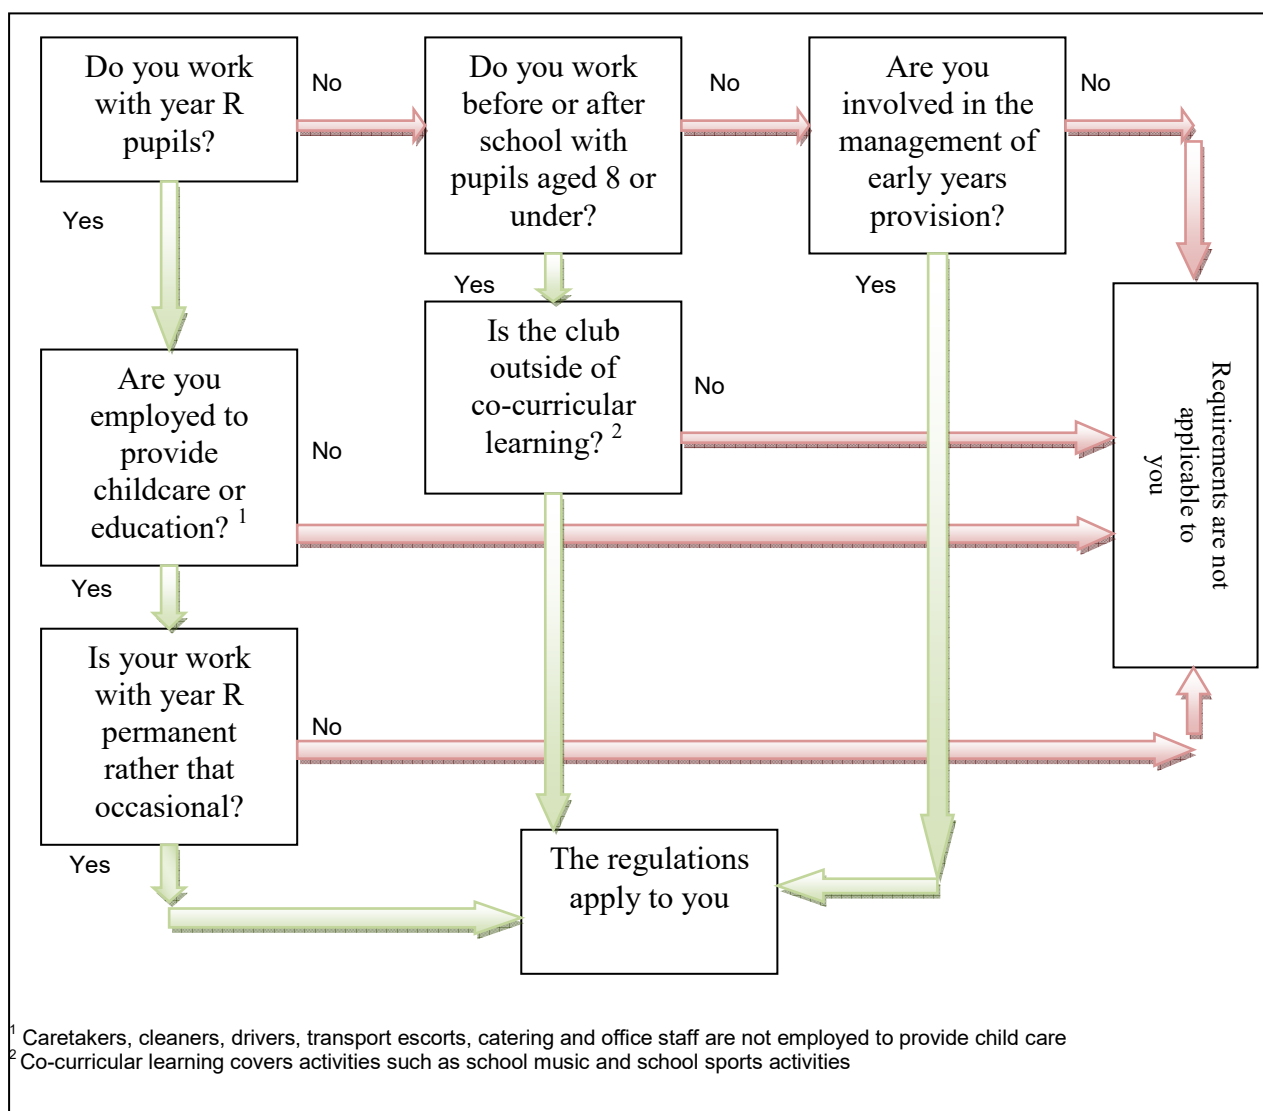 Do you work
with year R
pupils?
No
Do you work
before or after
school with
pupils aged 8 or
under?
No
Are you
involved in the
management of
early years
provision?
No
Yes
Yes
Yes
Is the club
outside of
co-curricular
learning? 2
No
Requirements are not
applicable to
you
Are you
employed to
provide
childcare or
education? 1
No
Yes
Is your work
with year R
permanent
rather that
occasional?
No
Yes
The regulations
apply to you
1 Caretakers, cleaners, drivers, transport escorts, catering and office staff are not employed to provide child care
2 Co-curricular learning covers activities such as school music and school sports activities